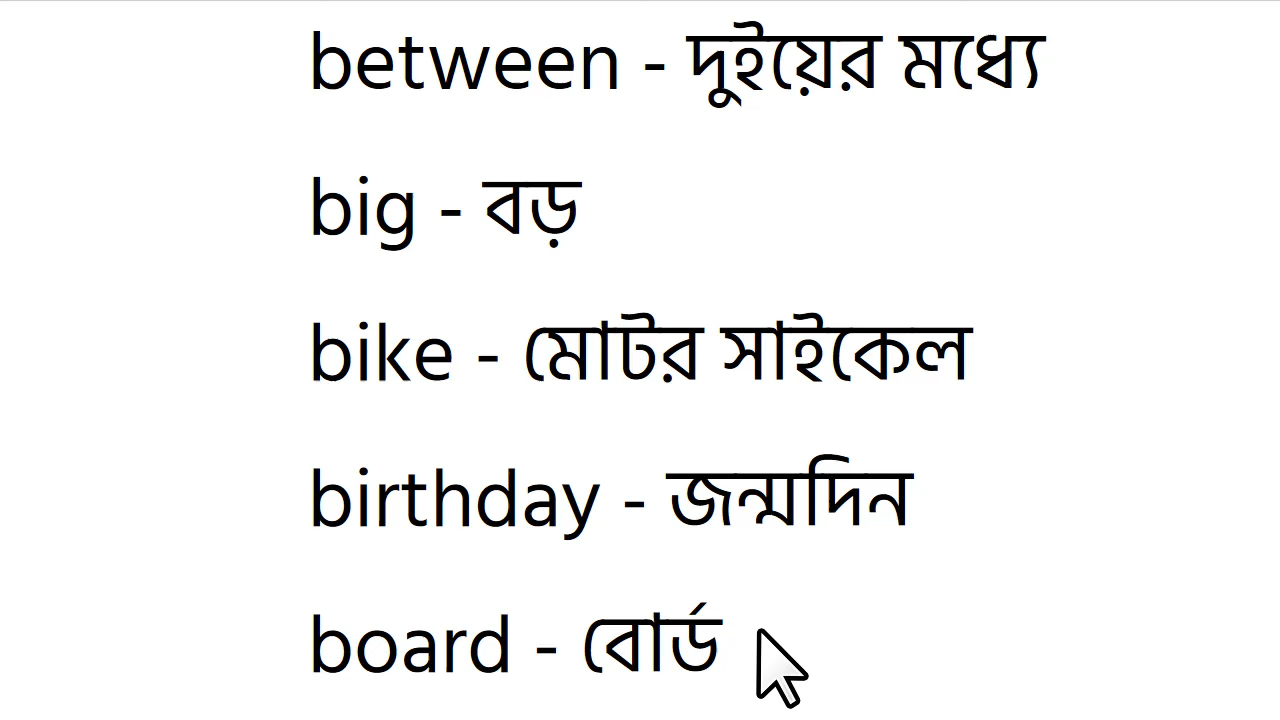 between - দুইয়ের মধ্যে
big - বড়
bike - মোটর সাইকেল
birthday - জন্মদিন
board - বোর্ড